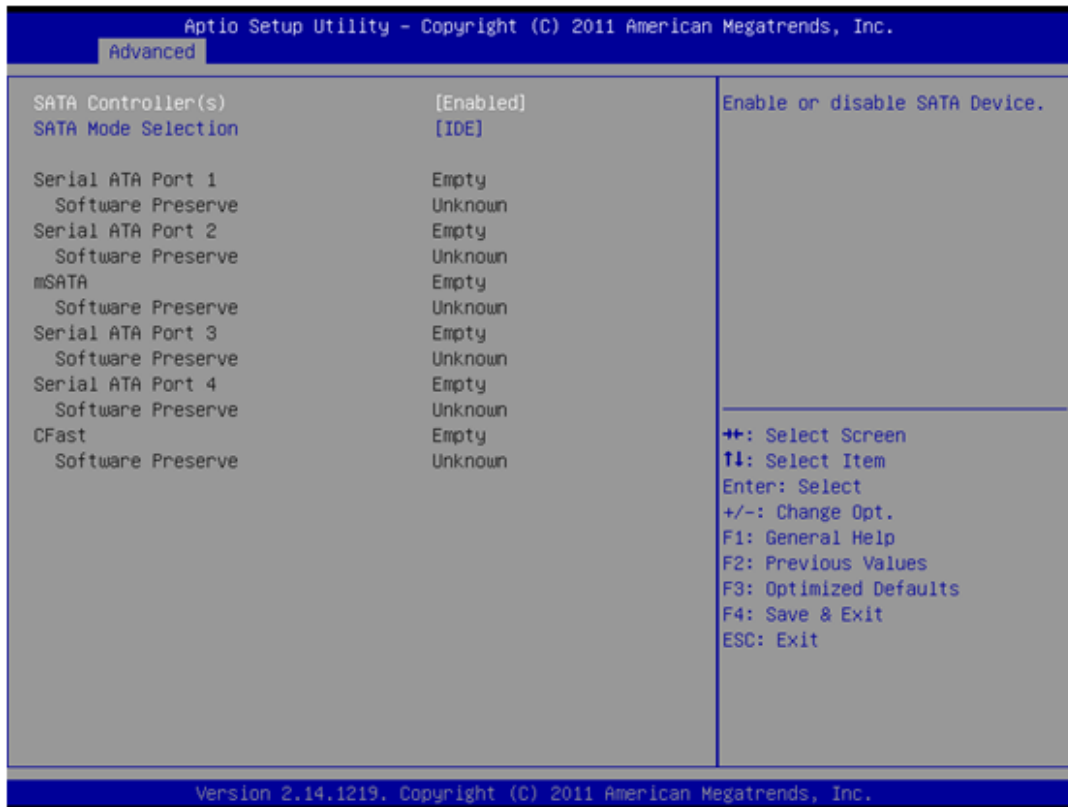 Aptio Setup Utility – Copyright (C) 2011 American Megatrends, Inc.
Advanced
SATA Controller(s) [Enabled]
SATA Mode Selection [IDE]
Serial ATA Port 1 Empty
Software Preserve Unknown
Serial ATA Port 2 Empty
Software Preserve Unknown
mSATA Empty
Software Preserve Unknown
Serial ATA Port 3 Empty
Software Preserve Unknown
Serial ATA Port 4 Empty
Software Preserve Unknown
CFast Empty
Software Preserve Unknown
Enable or disable SATA Device.
→←: Select Screen
↑↓: Select Item
Enter: Select
+/-: Change Opt.
F1: General Help
F2: Previous Values
F3: Optimized Defaults
F4: Save & Exit
ESC: Exit
Version 2.14.1219. Copyright (C) 2011 American Megatrends, Inc.